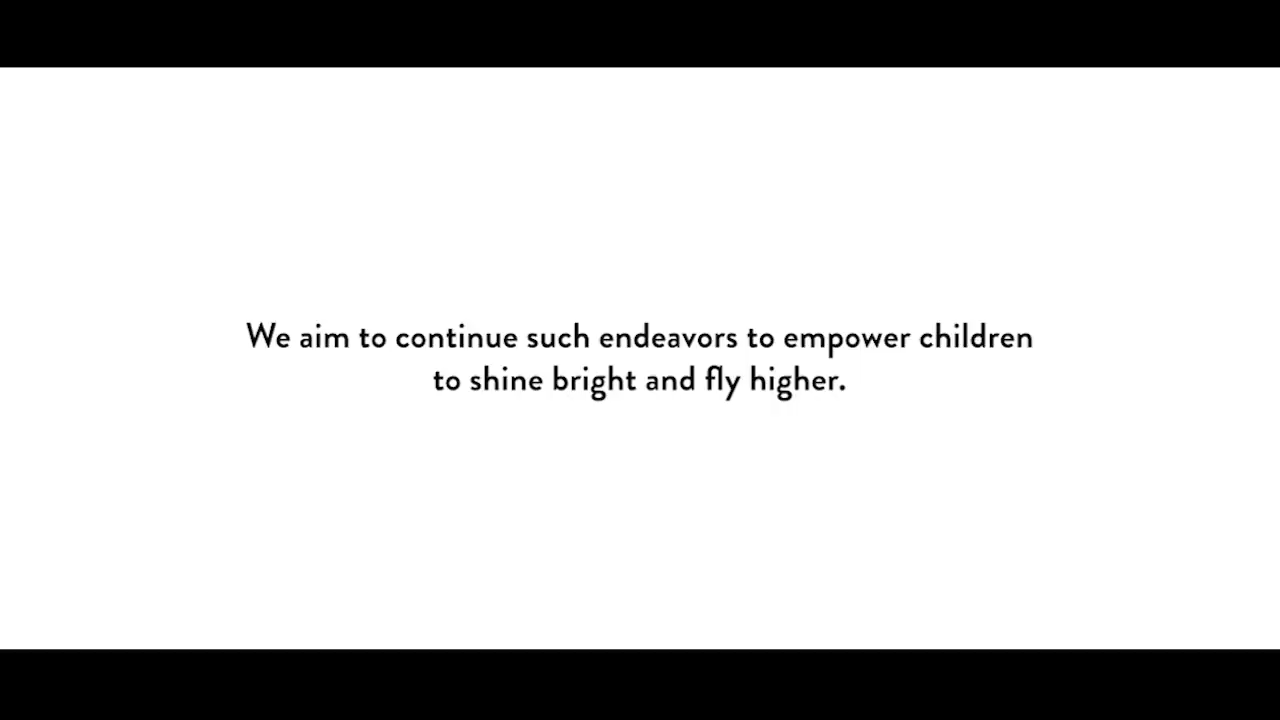 We aim to continue such endeavors to empower children
to shine bright and fly higher.